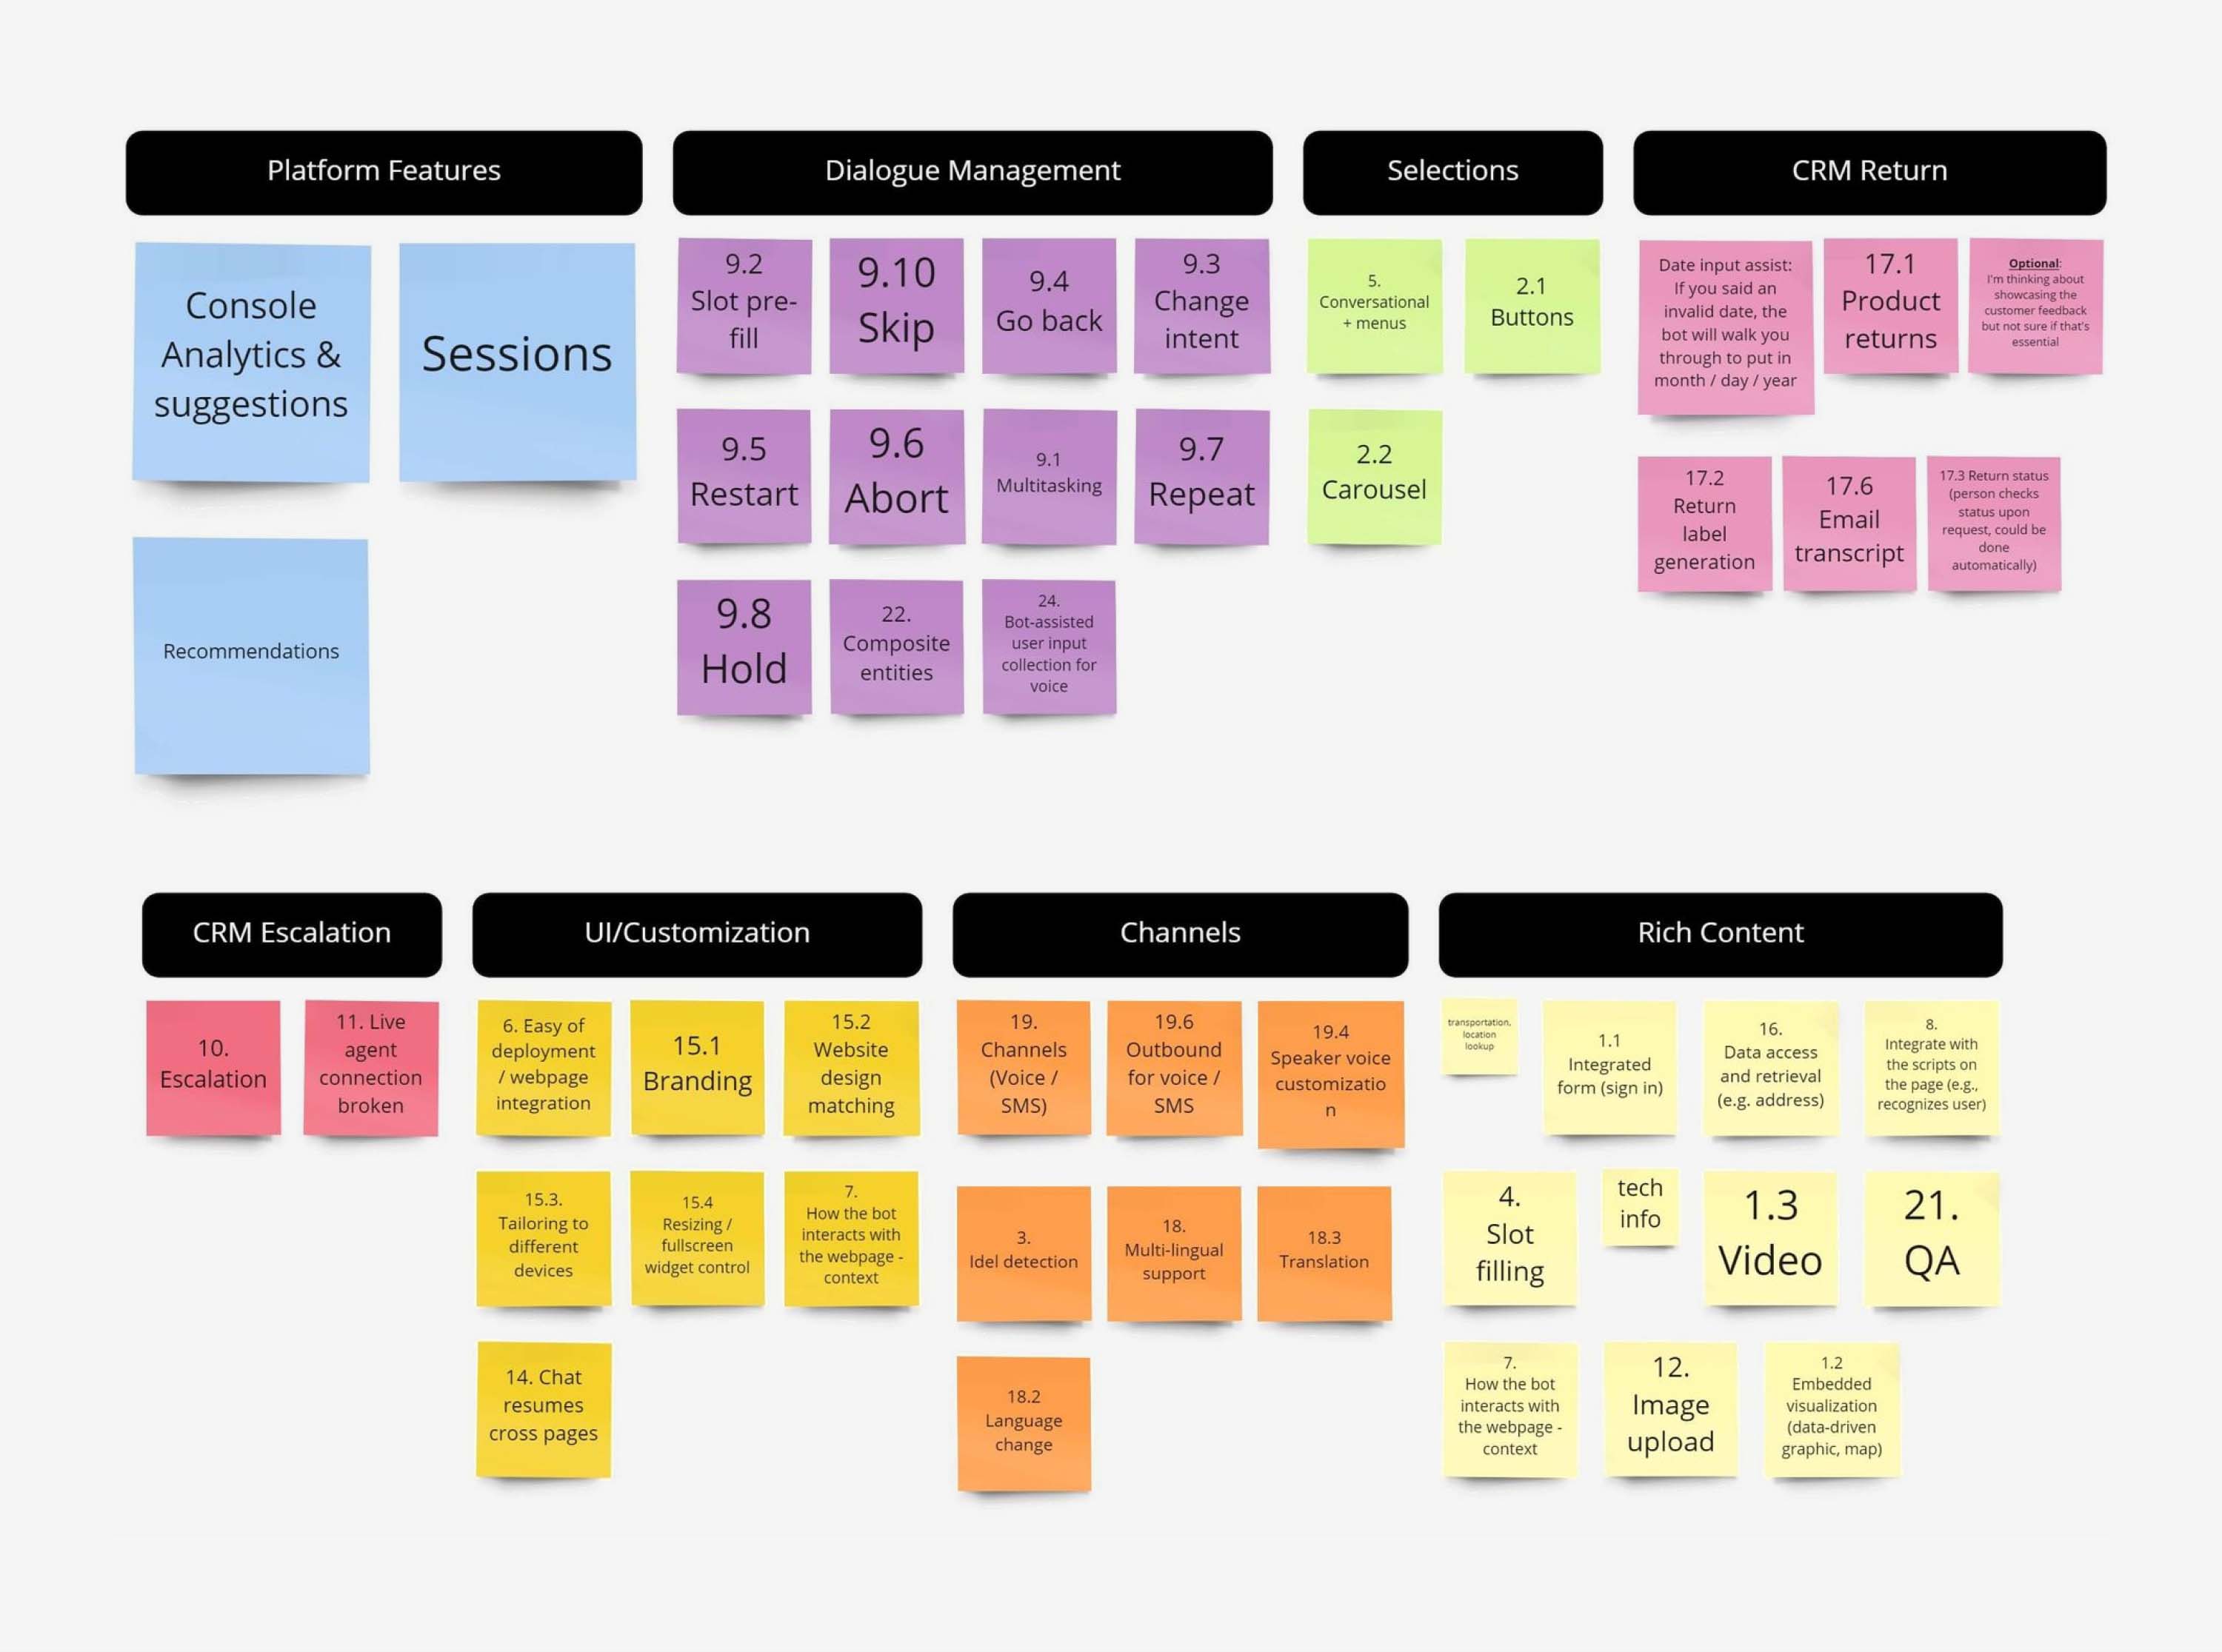 Platform Features
Console
Analytics &
suggestions
Sessions
Recommendations
Dialogue Management
9.2
Slot pre-
fill
9.10
Skip
9.4
Go back
9.3
Change
intent
9.5
Restart
9.6
Abort
9.1
Multitasking
9.7
Repeat
9.8
Hold
22.
Composite
entities
24.
Bot-assisted
user input
collection for
voice
Selections
5.
Conversational
+ menus
2.1
Buttons
2.2
Carousel
CRM Return
Date input assist:
If you said an
invalid date, the
bot will walk you
through to put in
month / day / year
17.1
Product
returns
Optional:
I'm thinking about
showcasing the
customer feedback
but not sure if that's
essential
17.2
Return
label
generation
17.6
Email
transcript
17.3 Return status
(person checks
status upon
request, could be
done
automatically)
CRM Escalation
10.
Escalation
11. Live
agent
connection
broken
UI/Customization
6. Easy of
deployment
/ webpage
integration
15.1
Branding
15.2
Website
design
matching
15.3.
Tailoring to
different
devices
15.4
Resizing /
fullscreen
widget control
7.
How the bot
interacts with
the webpage -
context
14. Chat
resumes
cross pages
Channels
19.
Channels
(Voice /
SMS)
19.6
Outbound
for voice /
SMS
19.4
Speaker voice
customizatio
n
3.
Idel detection
18.
Multi-lingual
support
18.3
Translation
18.2
Language
change
Rich Content
transportation.
location
lookup
1.1
Integrated
form (sign in)
16.
Data access
and retrieval
(e.g. address)
8.
Integrate with
the scripts on
the page (e.g.,
recognizes user)
4.
Slot
filling
tech
info
1.3
Video
21.
QA
7.
How the bot
interacts with
the webpage -
context
12.
Image
upload
1.2
Embedded
visualization
(data-driven
graphic, map)